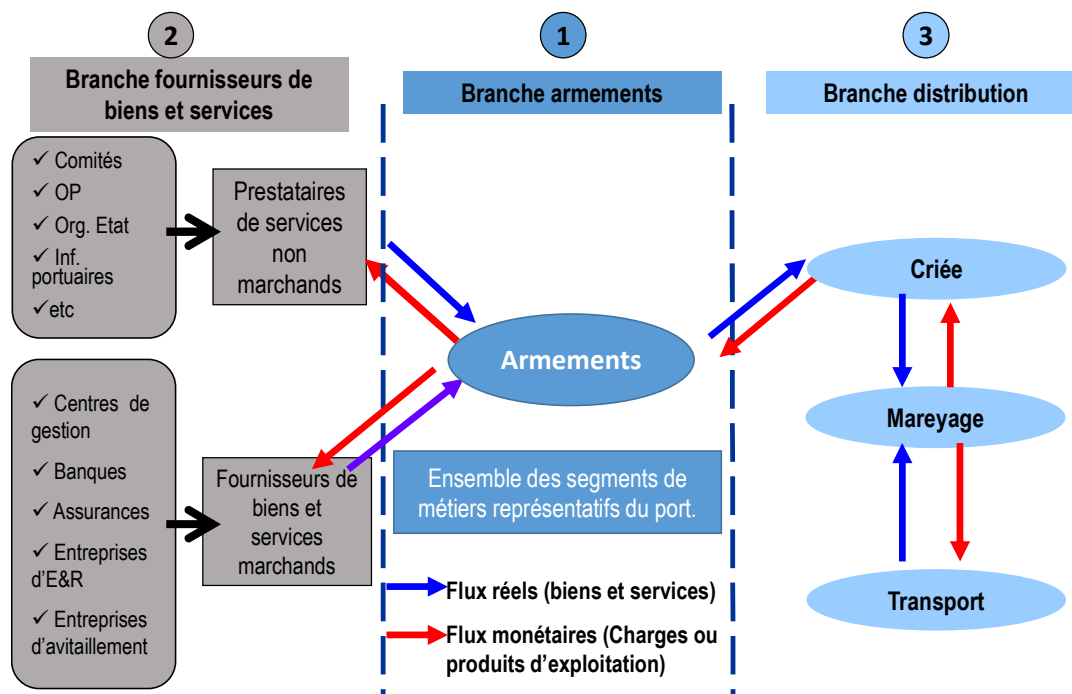 2
Branche fournisseurs de
biens et services
✓ Comités
✓ OP
✓ Org. Etat
✓ Inf.
portuaires
✓etc
Prestataires
de services
non
marchands
✓ Centres de
gestion
✓ Banques
✓ Assurances
✓ Entreprises
d’E&R
✓ Entreprises
d’avitaillement
Fournisseurs de
biens et
services
marchands
1
Branche armements
Armements
Ensemble des segments de
métiers représentatifs du port.
Flux réels (biens et services)
Flux monétaires (Charges ou
produits d’exploitation)
3
Branche distribution
Criée
Mareyage
Transport